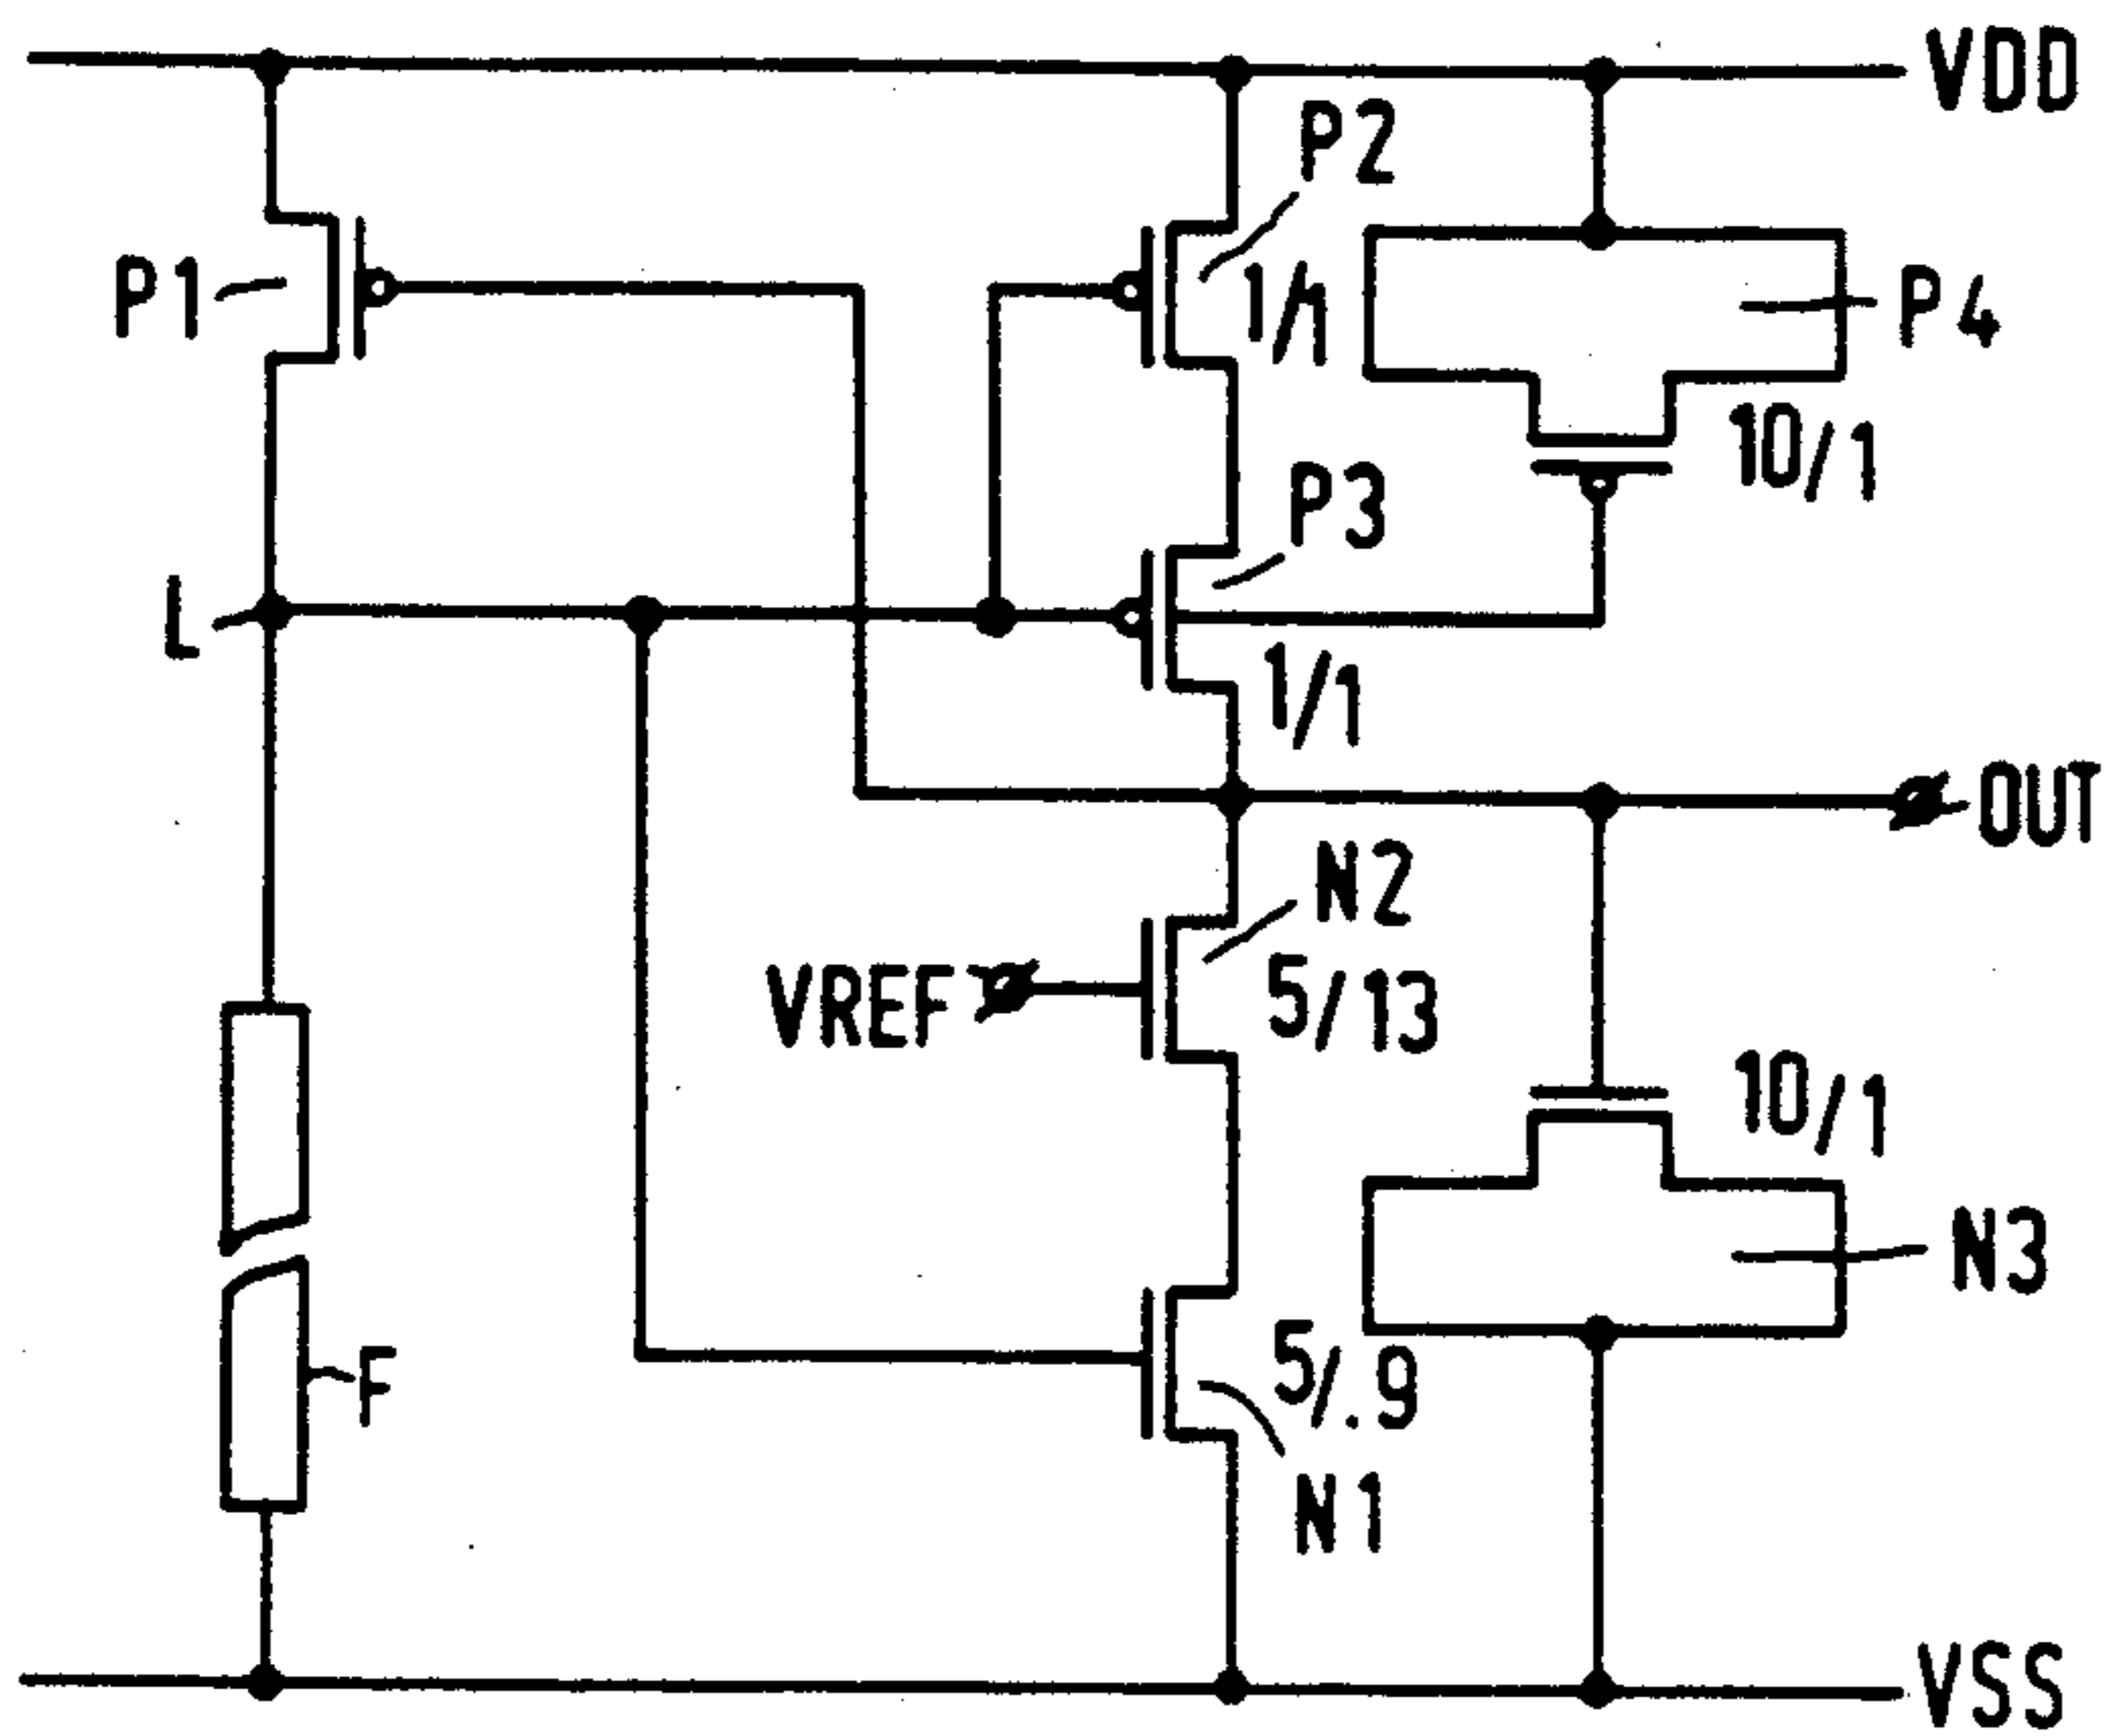 VDD
P2
P1
1/1
P4
10/1
P3
L
1/1
OUT
N2
VREF
5/13
10/1
N3
5/.9
F
N1
VSS